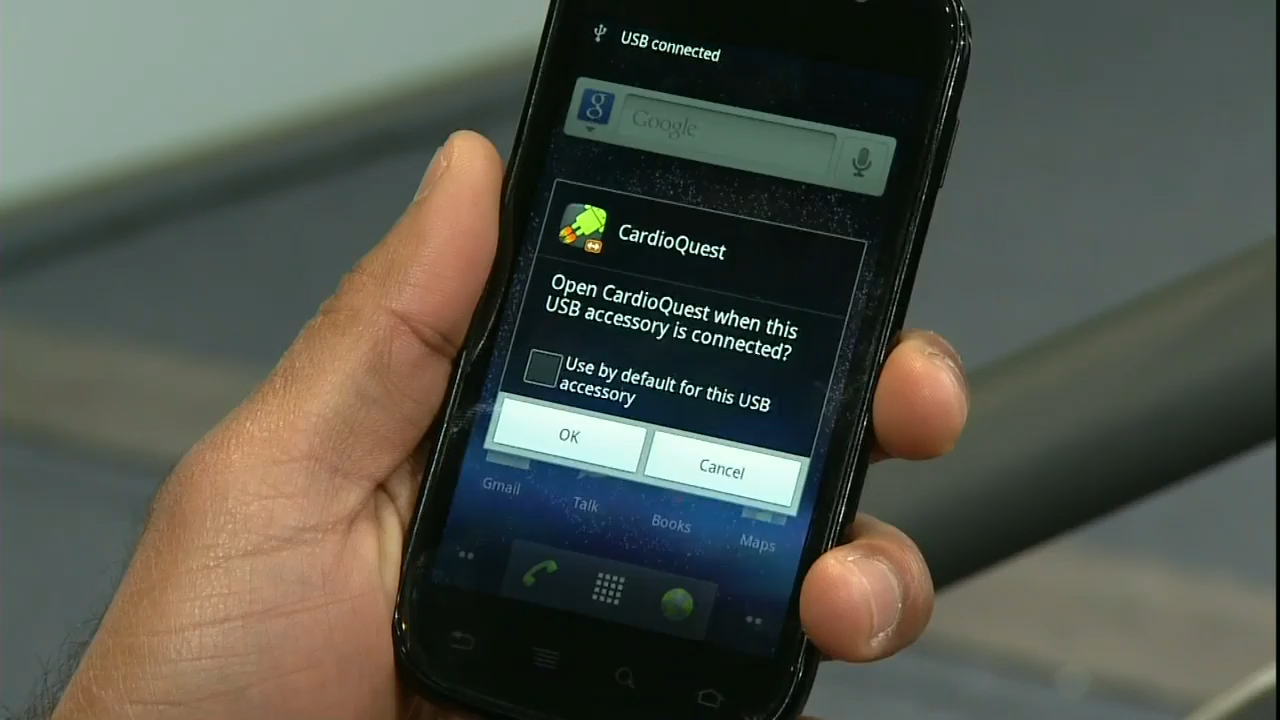 USB connected
g
Google
CardioQuest
Open CardioQuest when this
USB accessory is connected?
Use by default for this USB
accessory
OK
Cancel
Gmail
Talk
Books
Maps